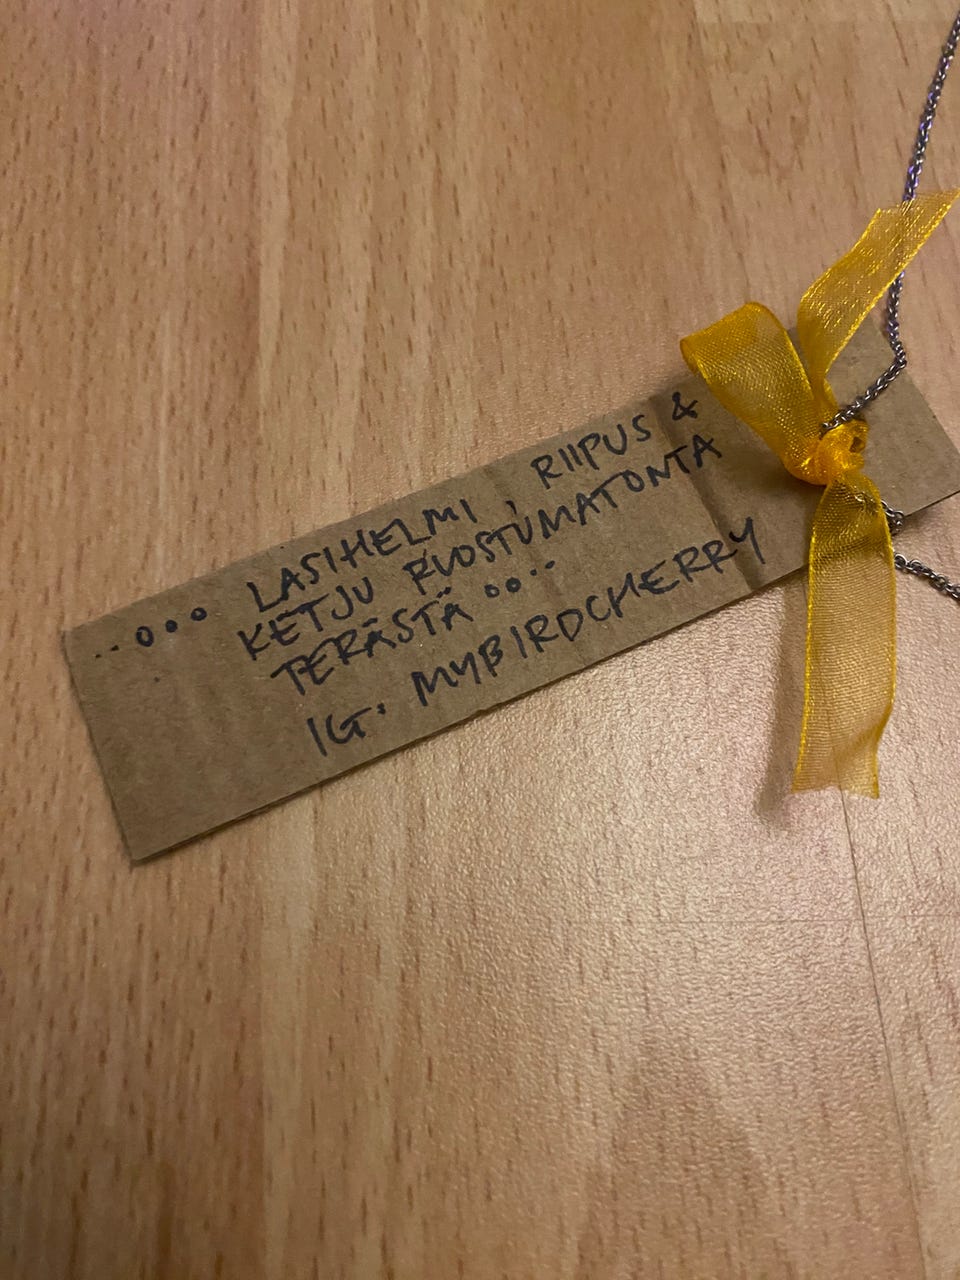 ..ooo LASIHELMI, RIIPUS &
KETJU RUOSTUMATONTA
TERÄSTÄ oo..
IG. MYBIRDCHERRY